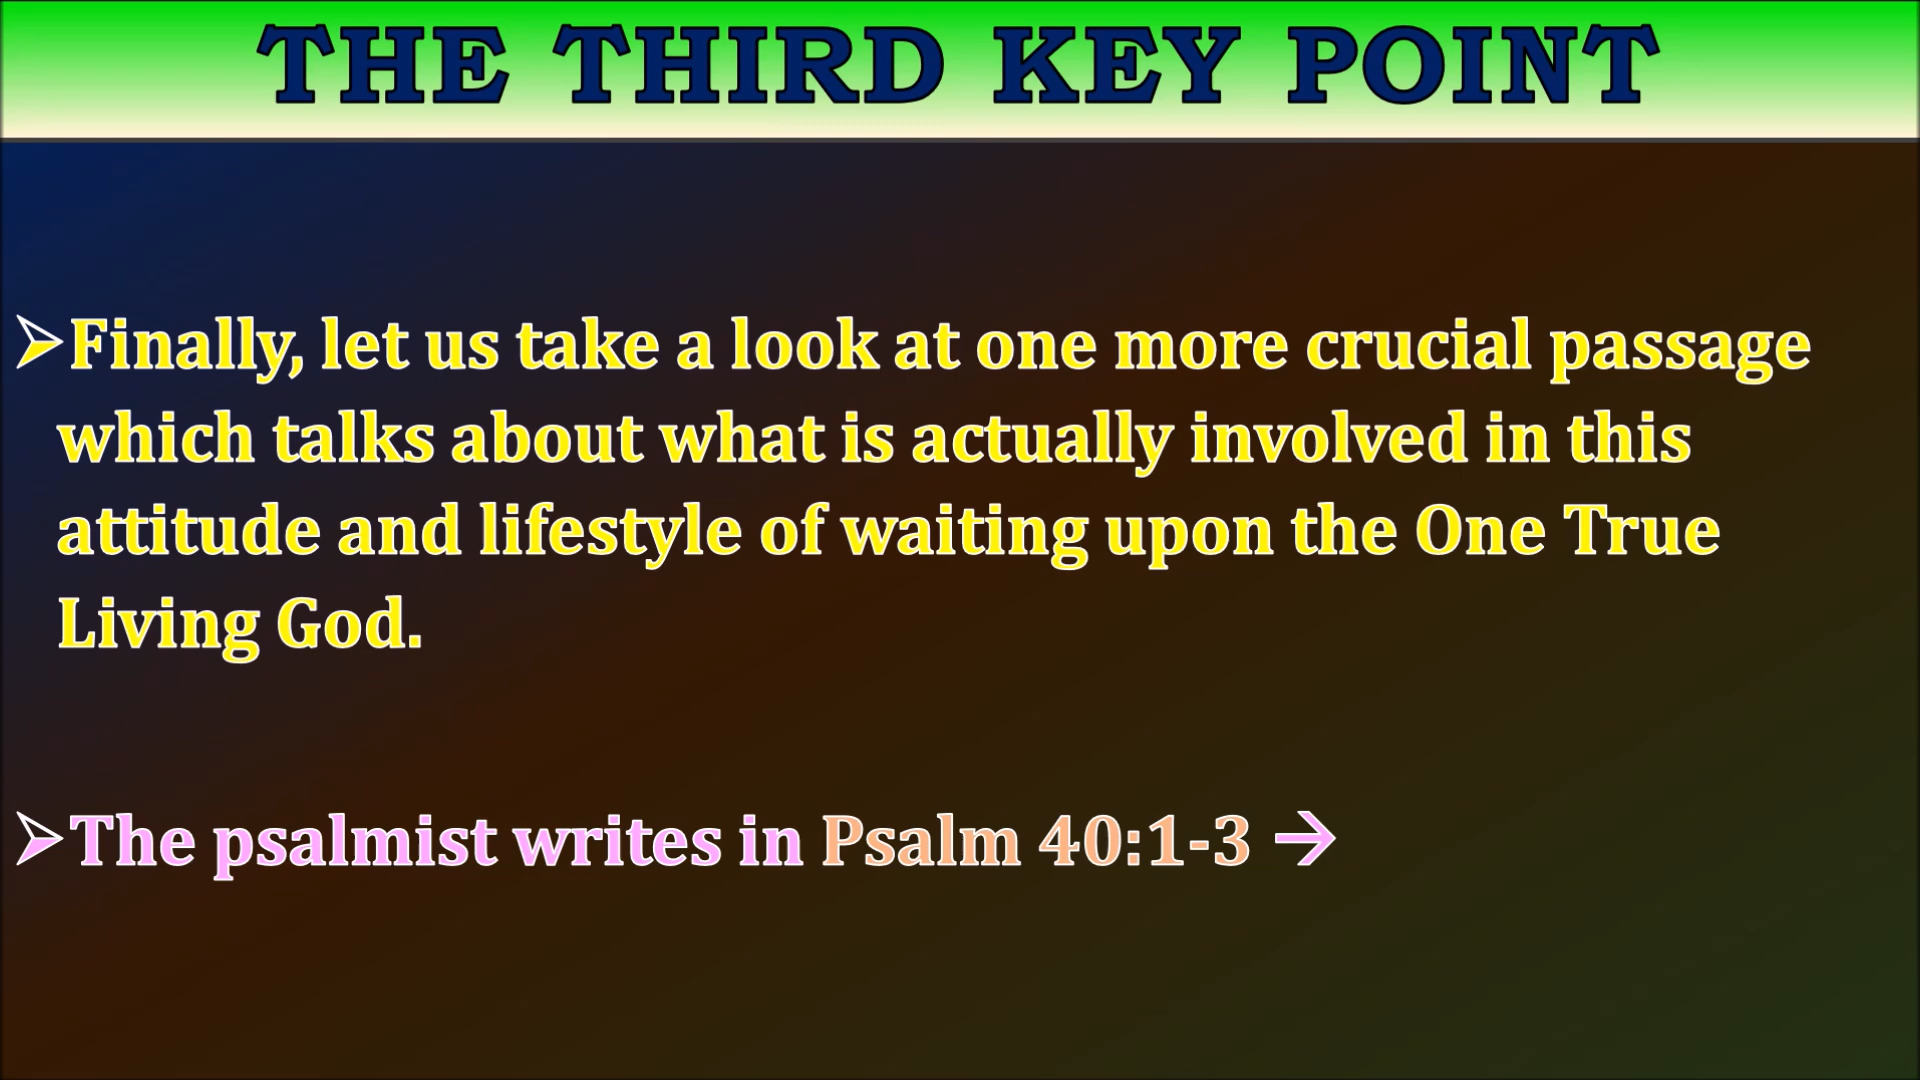 THE THIRD KEY POINT
➢Finally, let us take a look at one more crucial passage
which talks about what is actually involved in this
attitude and lifestyle of waiting upon the One True
Living God.
➢The psalmist writes in Psalm 40:1-3 →